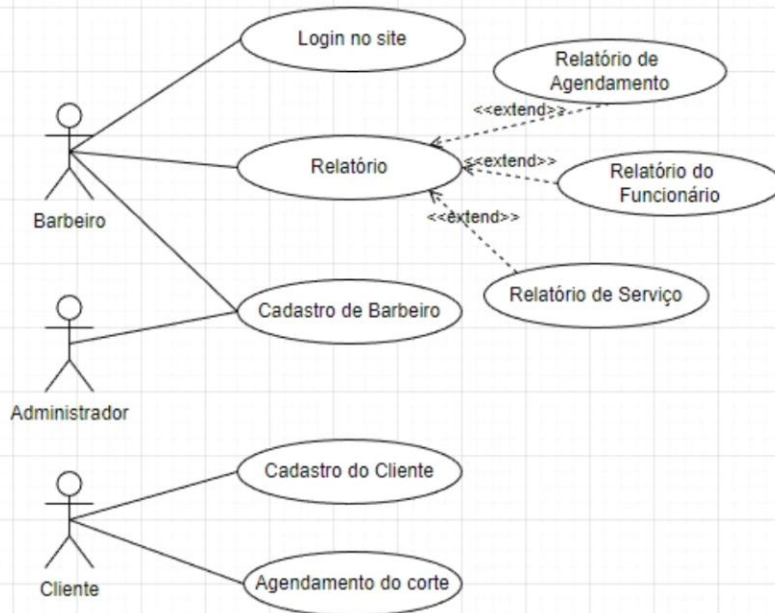 Login no site
Relatório de
Agendamento
<<extend>>
Relatório
<<extend>>
Relatório do
Funcionário
Barbeiro
<<extend>>
Relatório de Serviço
Cadastro de Barbeiro
Administrador
Cadastro do Cliente
Cliente
Agendamento do corte